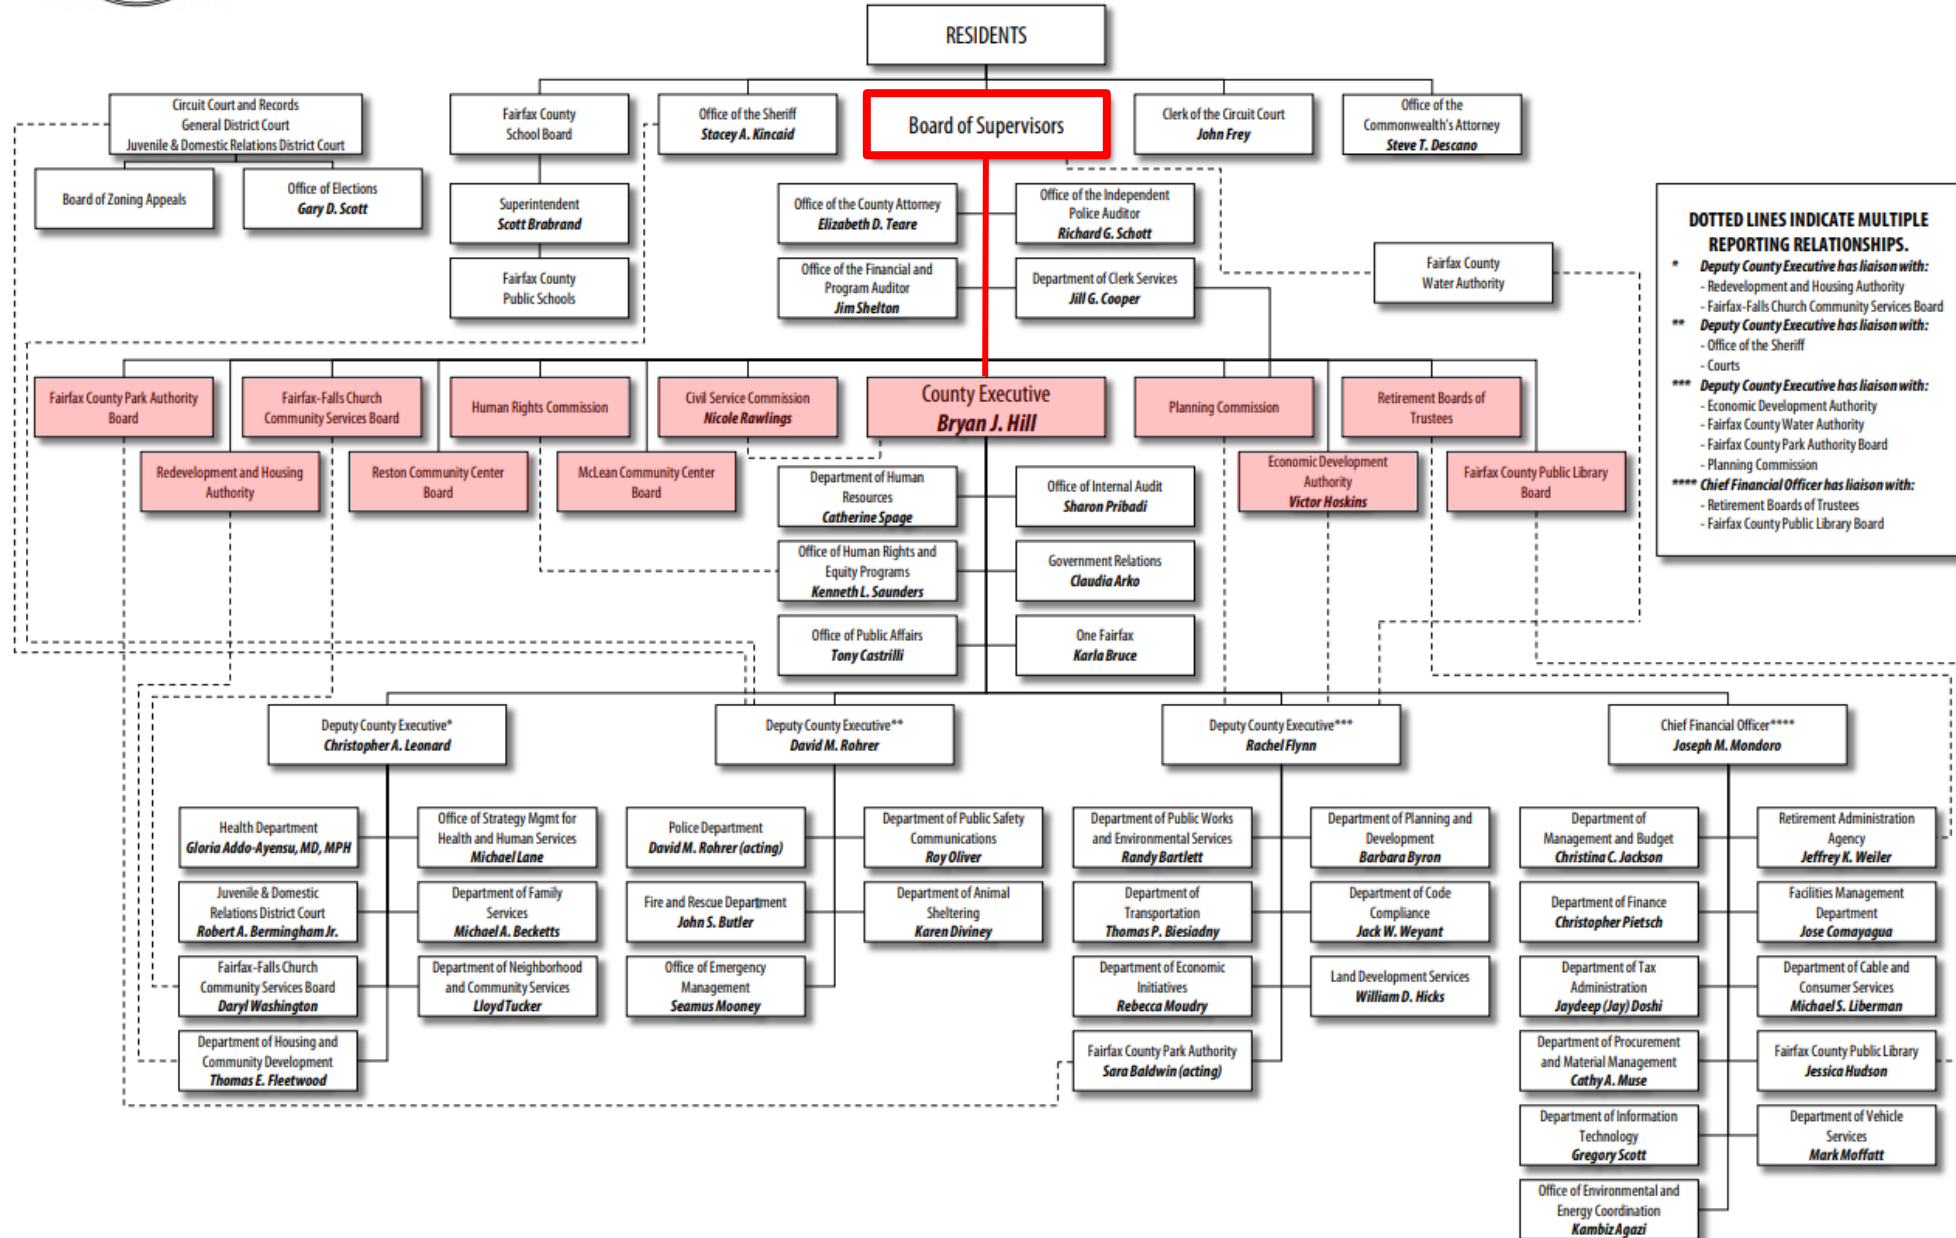 RESIDENTS
Circuit Court and Records
General District Court
Juvenile & Domestic Relations District Court
Fairfax County
School Board
Office of the Sheriff
Stacey A. Kincaid
Board of Supervisors
Clerk of the Circuit Court
John Frey
Office of the
Commonwealth's Attorney
Steve T. Descano
Board of Zoning Appeals
Office of Elections
Gary D. Scott
Superintendent
Scott Brabrand
Office of the County Attorney
Elizabeth D. Teare
Office of the Independent
Police Auditor
Richard G. Schott
Fairfax County
Public Schools
Office of the Financial and
Program Auditor
Jim Shelton
Department of Clerk Services
Jill G. Cooper
Fairfax County
Water Authority
DOTTED LINES INDICATE MULTIPLE
REPORTING RELATIONSHIPS.
* Deputy County Executive has liaison with:
- Redevelopment and Housing Authority
- Fairfax-Falls Church Community Services Board
** Deputy County Executive has liaison with:
- Office of the Sheriff
- Courts
*** Deputy County Executive has liaison with:
- Economic Development Authority
- Fairfax County Water Authority
- Fairfax County Park Authority Board
- Planning Commission
**** Chief Financial Officer has liaison with:
- Retirement Boards of Trustees
- Fairfax County Public Library Board
Fairfax County Park Authority
Board
Fairfax-Falls Church
Community Services Board
Human Rights Commission
Civil Service Commission
Nicole Rawlings
County Executive
Bryan J. Hill
Planning Commission
Retirement Boards of
Trustees
Redevelopment and Housing
Authority
Reston Community Center
Board
McLean Community Center
Board
Economic Development
Authority
Victor Hoskins
Fairfax County Public Library
Board
Department of Human
Resources
Catherine Spage
Office of Internal Audit
Sharon Pribadi
Office of Human Rights and
Equity Programs
Kenneth L. Saunders
Government Relations
Claudia Arko
Office of Public Affairs
Tony Castrilli
One Fairfax
Karla Bruce
Deputy County Executive*
Christopher A. Leonard
Deputy County Executive**
David M. Rohrer
Deputy County Executive***
Rachel Flynn
Chief Financial Officer****
Joseph M. Mondoro
Health Department
Gloria Addo-Ayensu, MD, MPH
Office of Strategy Mgmt for
Health and Human Services
Michael Lane
Juvenile & Domestic
Relations District Court
Robert A. Bermingham Jr.
Department of Family
Services
Michael A. Becketts
Fairfax-Falls Church
Community Services Board
Daryl Washington
Department of Neighborhood
and Community Services
Lloyd Tucker
Department of Housing and
Community Development
Thomas E. Fleetwood
Police Department
David M. Rohrer (acting)
Department of Public Safety
Communications
Roy Oliver
Fire and Rescue Department
John S. Butler
Department of Animal
Sheltering
Karen Diviney
Office of Emergency
Management
Seamus Mooney
Department of Public Works
and Environmental Services
Randy Bartlett
Department of Planning and
Development
Barbara Byron
Department of
Transportation
Thomas P. Biesiadny
Department of Code
Compliance
Jack W. Weyant
Department of Economic
Initiatives
Rebecca Moudry
Land Development Services
William D. Hicks
Fairfax County Park Authority
Sara Baldwin (acting)
Department of
Management and Budget
Christina C. Jackson
Retirement Administration
Agency
Jeffrey K. Weiler
Department of Finance
Christopher Pietsch
Facilities Management
Department
Jose Comayagua
Department of Tax
Administration
Jaydeep (Jay) Doshi
Department of Cable and
Consumer Services
Michael S. Liberman
Department of Procurement
and Material Management
Cathy A. Muse
Fairfax County Public Library
Jessica Hudson
Department of Information
Technology
Gregory Scott
Department of Vehicle
Services
Mark Moffatt
Office of Environmental and
Energy Coordination
Kambiz Agazi